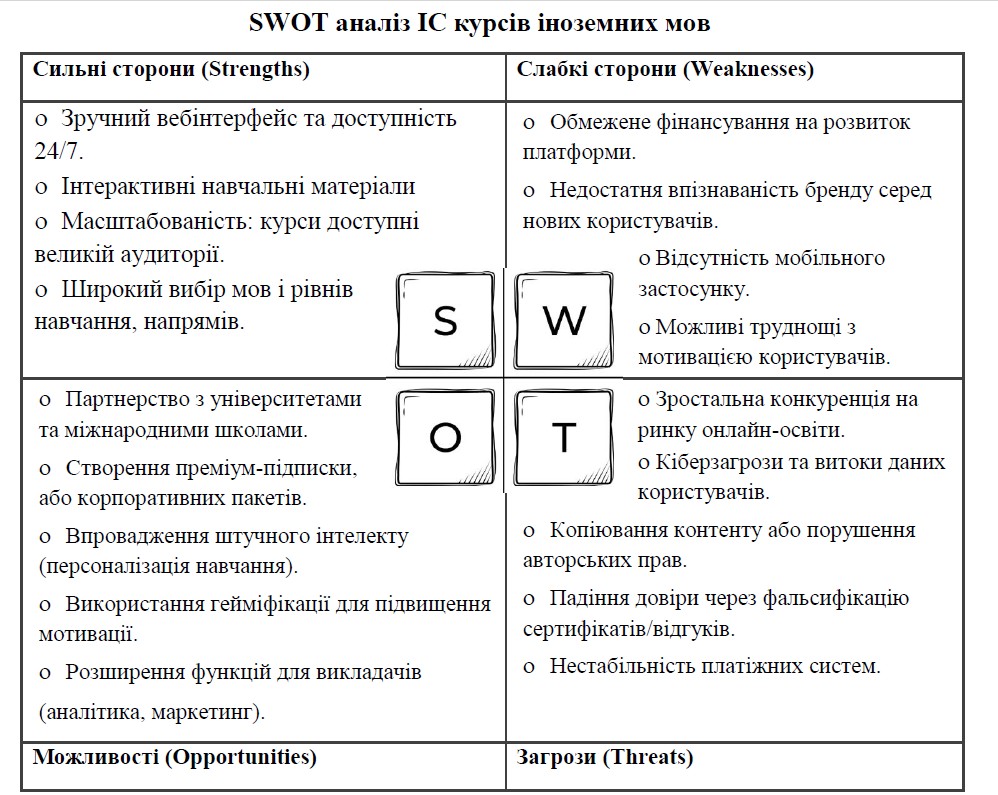 SWOT аналіз ІС курсів іноземних мов
Сильні сторони (Strengths)
Слабкі сторони (Weaknesses)
o Зручний вебінтерфейс та доступність
24/7.
o Інтерактивні навчальні матеріали
o Масштабованість: курси доступні
великій аудиторії.
o Широкий вибір мов і рівнів
навчання, напрямів.
o Обмежене фінансування на розвиток
платформи.
o Недостатня впізнаваність бренду серед
нових користувачів.
o Відсутність мобільного
застосунку.
o Можливі труднощі з
мотивацією користувачів.
S
W
O
T
o Партнерство з університетами
та міжнародними школами.
o Створення преміум-підписки,
або корпоративних пакетів.
o Впровадження штучного інтелекту
(персоналізація навчання).
o Використання гейміфікації для підвищення
мотивації.
o Розширення функцій для викладачів
(аналітика, маркетинг).
o Зростальна конкуренція на
ринку онлайн-освіти.
o Кіберзагрози та витоки даних
користувачів.
o Копіювання контенту або порушення
авторських прав.
o Падіння довіри через фальсифікацію
сертифікатів/відгуків.
o Нестабільність платіжних систем.
Можливості (Opportunities)
Загрози (Threats)